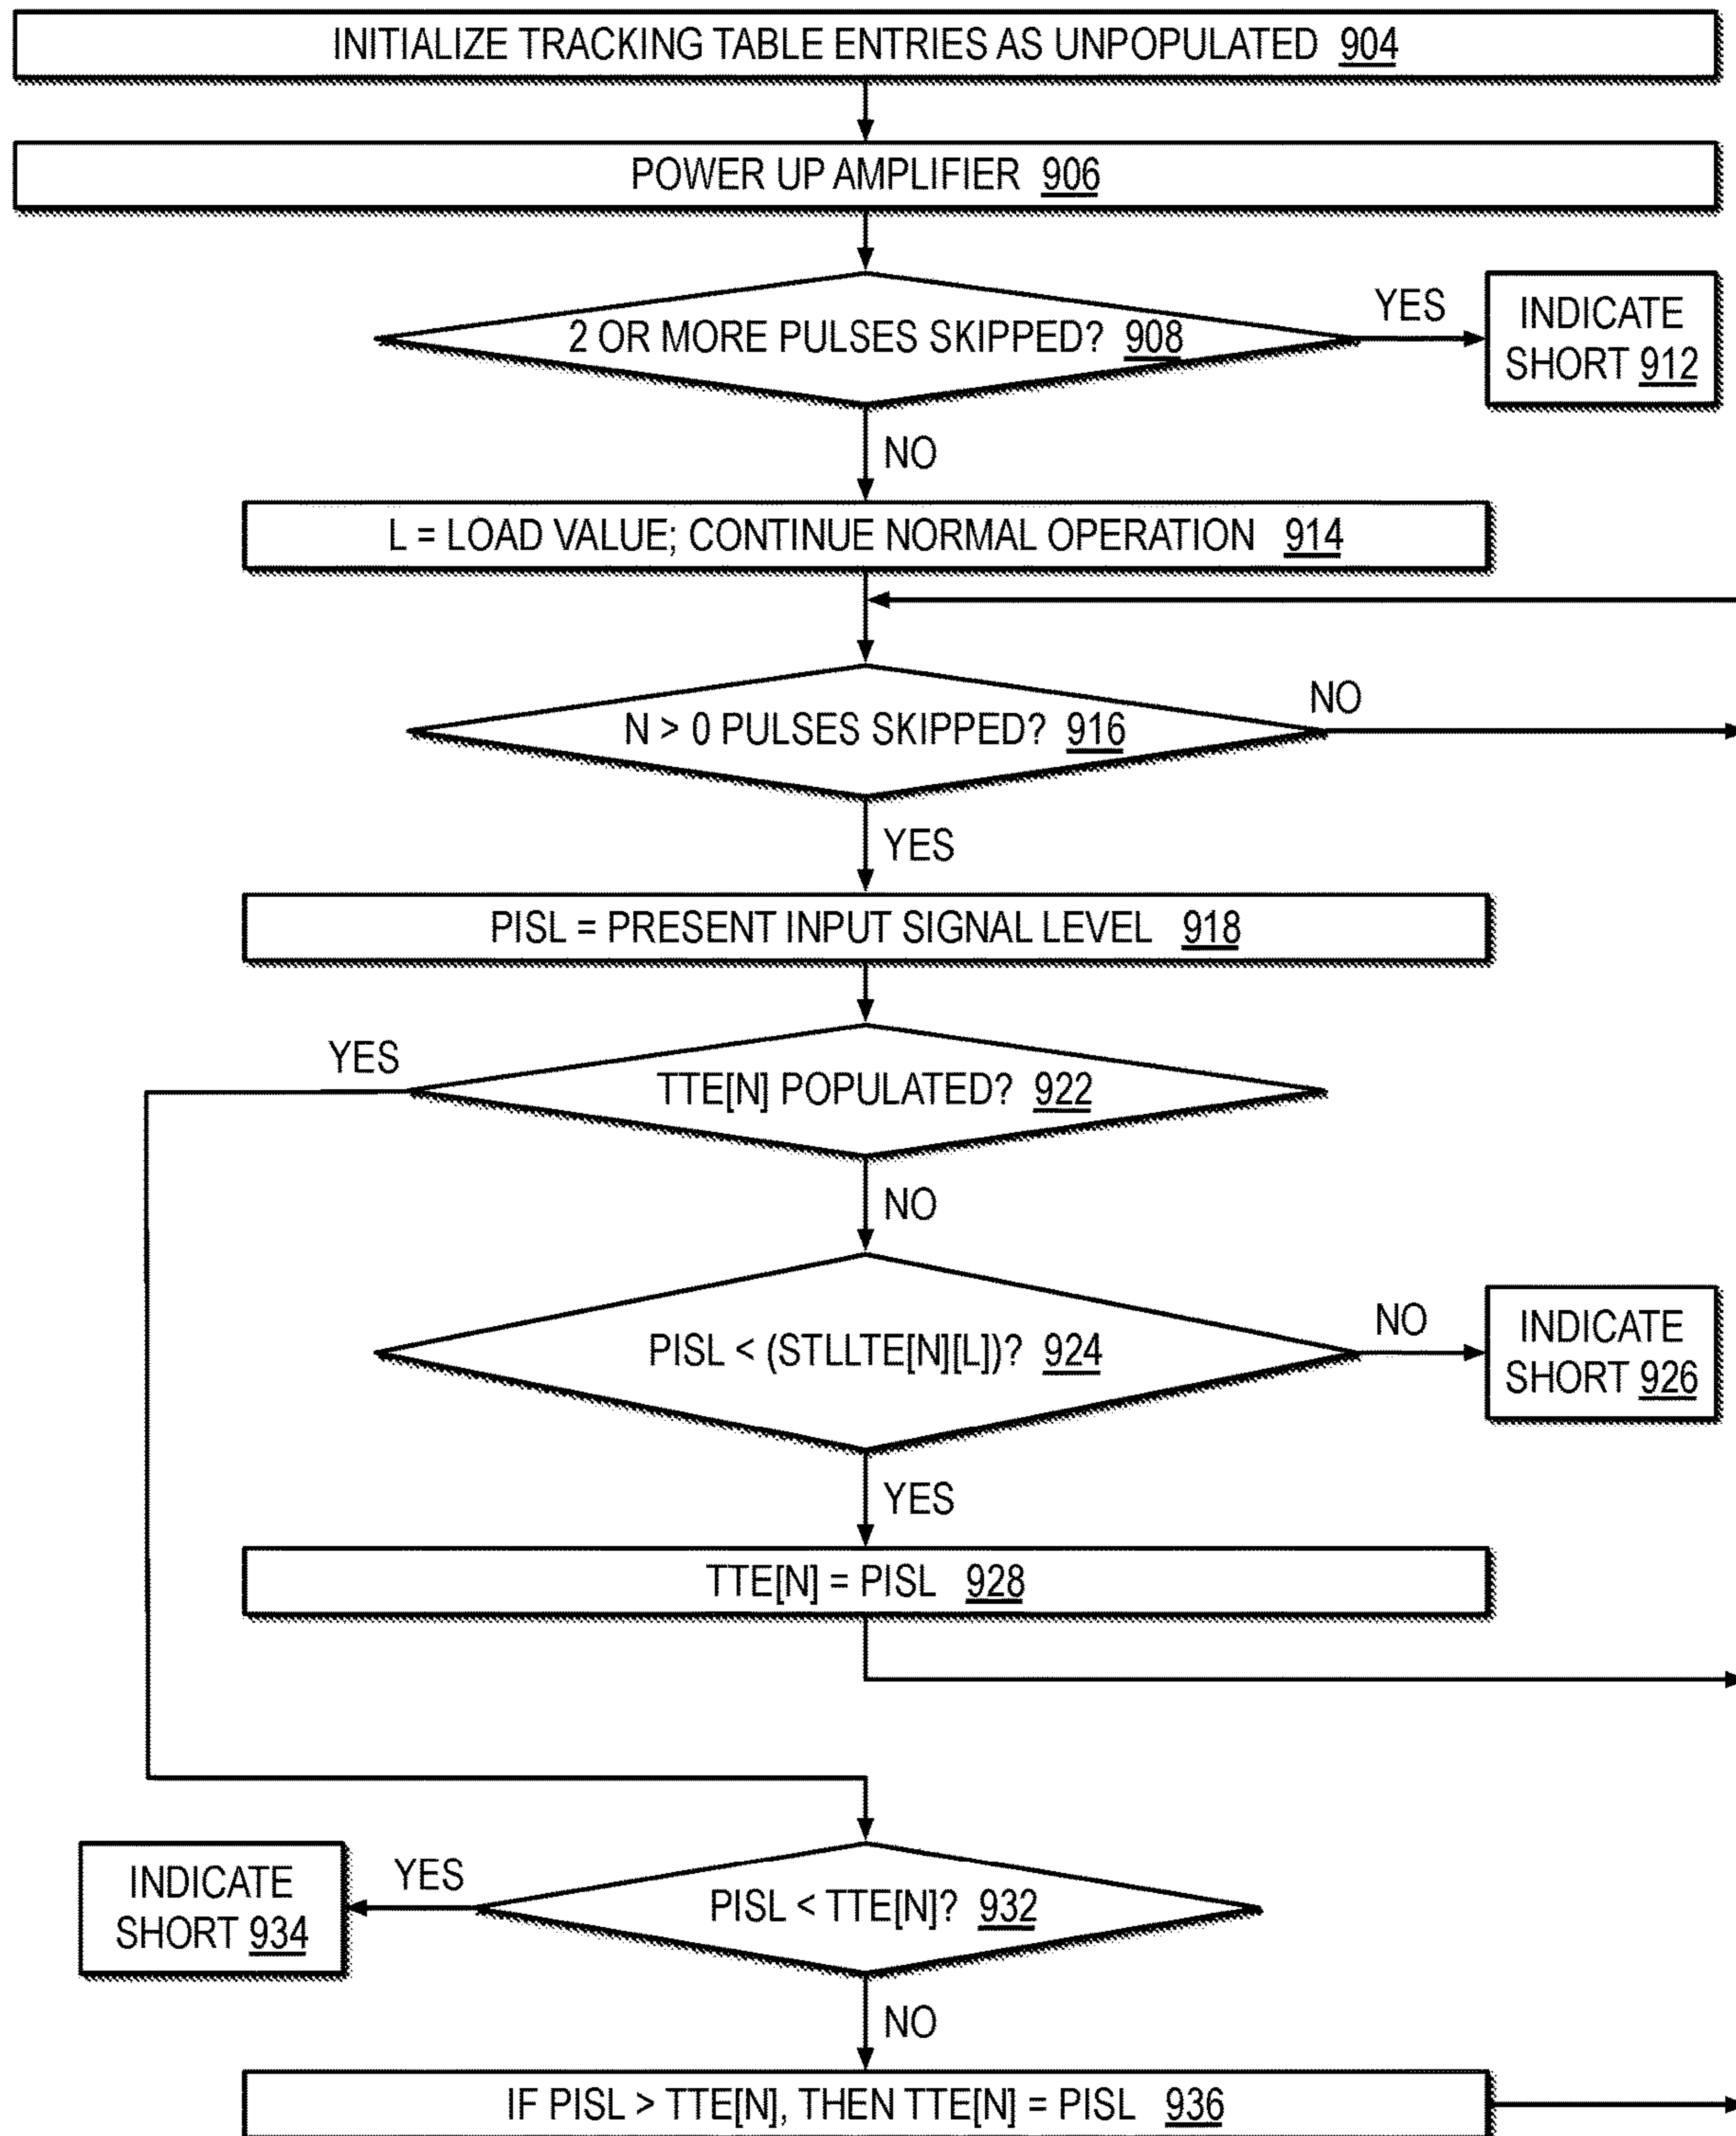 INITIALIZE TRACKING TABLE ENTRIES AS UNPOPULATED 904
POWER UP AMPLIFIER 906
2 OR MORE PULSES SKIPPED? 908
YES
INDICATE
SHORT 912
NO
L = LOAD VALUE; CONTINUE NORMAL OPERATION 914
N > 0 PULSES SKIPPED? 916
NO
YES
PISL = PRESENT INPUT SIGNAL LEVEL 918
YES
TTE[N] POPULATED? 922
NO
PISL < (STLLTE[N][L])? 924
NO
INDICATE
SHORT 926
YES
TTE[N] = PISL 928
INDICATE
SHORT 934
YES
PISL < TTE[N]? 932
NO
IF PISL > TTE[N], THEN TTE[N] = PISL 936